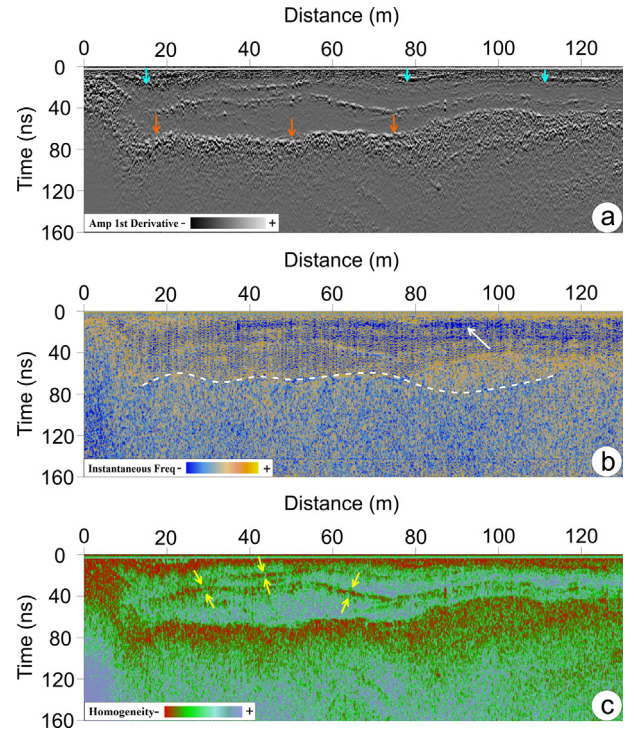 Distance (m)
0 20 40 60 80 100 120
0
40
80
120
160
Time (ns)
Amp 1st Derivative - +
a
Distance (m)
0 20 40 60 80 100 120
0
40
80
120
160
Time (ns)
Instantaneous Freq- +
b
Distance (m)
0 20 40 60 80 100 120
0
40
80
120
160
Time (ns)
Homogeneity- +
c